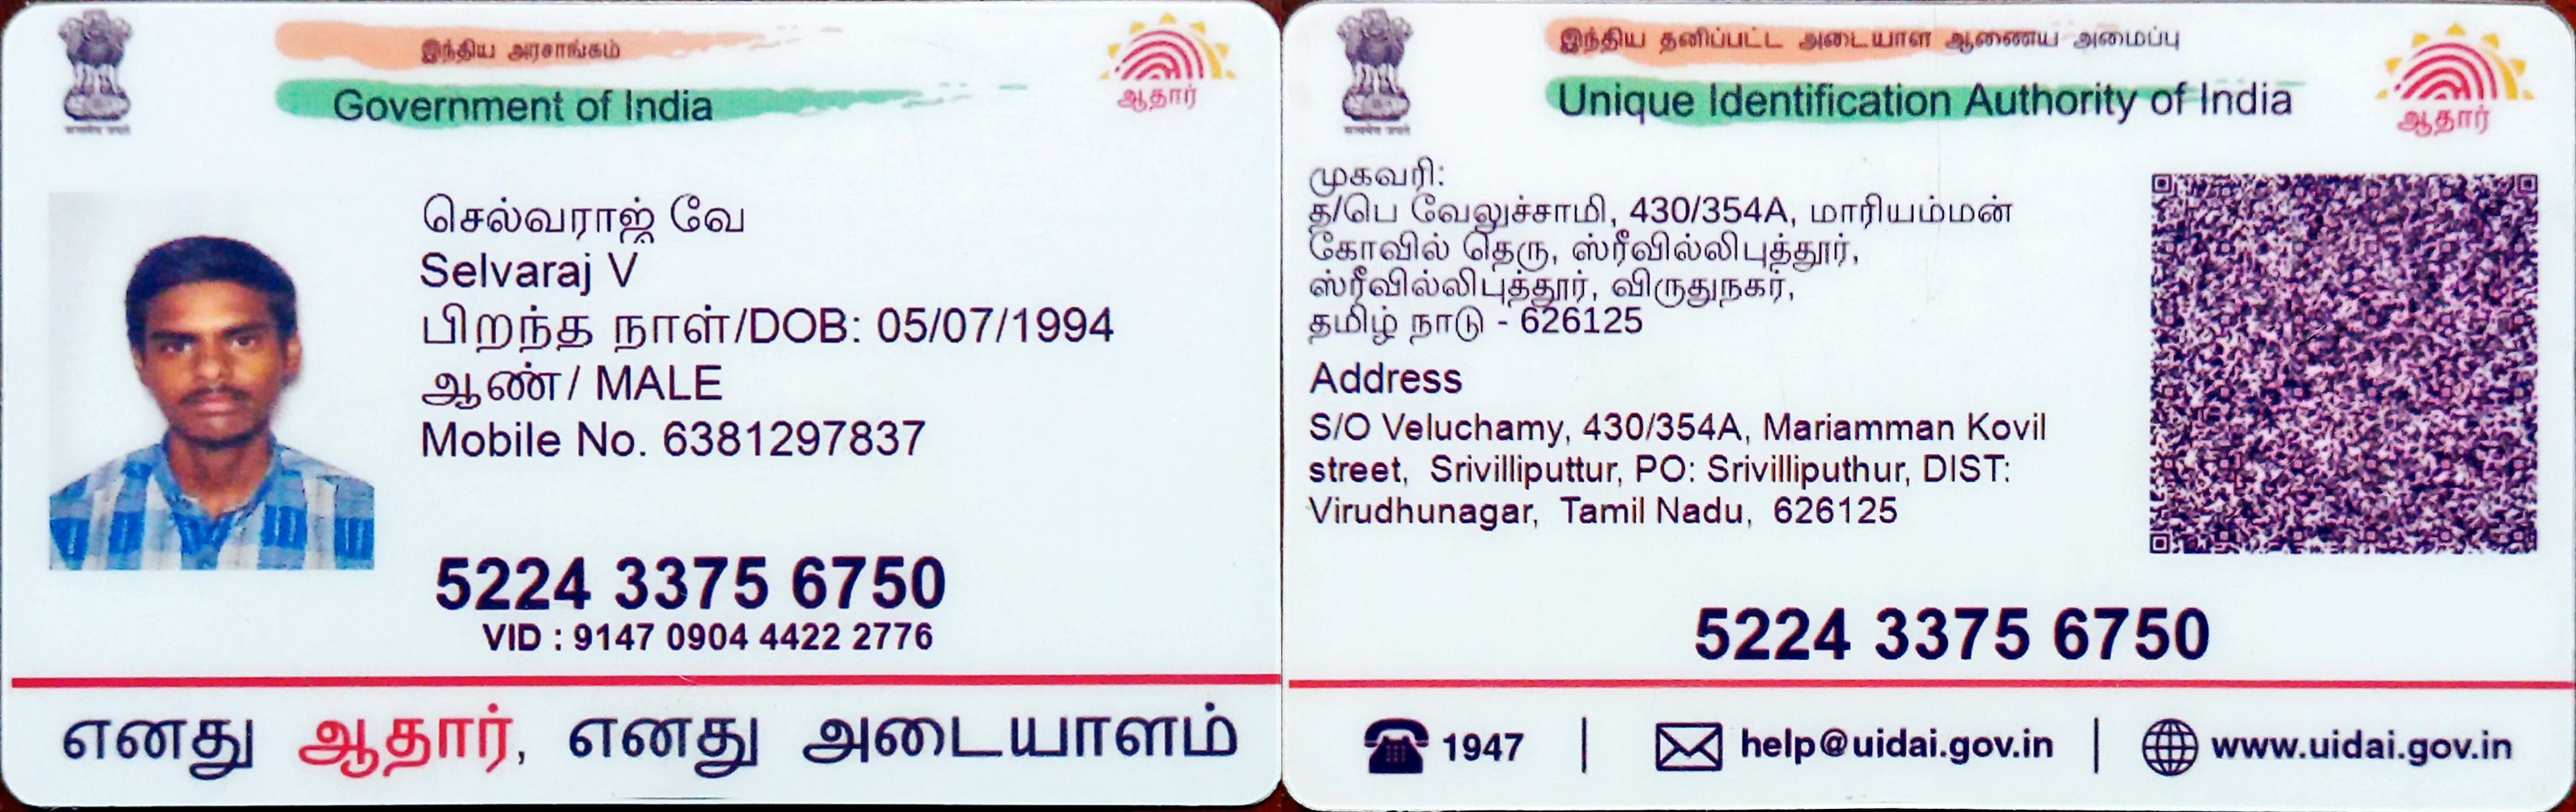 இந்திய அரசாங்கம்
Government of India
ஆதார்
செல்வராஜ் வே
Selvaraj V
பிறந்த நாள்/DOB: 05/07/1994
ஆண்/ MALE
Mobile No. 6381297837
5224 3375 6750
VID : 9147 0904 4422 2776
எனது ஆதார், எனது அடையாளம்
இந்திய தனிப்பட்ட அடையாள ஆணைய அமைப்பு
Unique Identification Authority of India
ஆதார்
முகவரி:
த/பெ வேலுச்சாமி, 430/354A, மாரியம்மன்
கோவில் தெரு, ஸ்ரீவில்லிபுத்தூர்,
ஸ்ரீவில்லிபுத்தூர், விருதுநகர்,
தமிழ் நாடு - 626125
Address
S/O Veluchamy, 430/354A, Mariamman Kovil
street, Srivilliputtur, PO: Srivilliputhur, DIST:
Virudhunagar, Tamil Nadu, 626125
5224 3375 6750
1947 | help@uidai.gov.in | www.uidai.gov.in